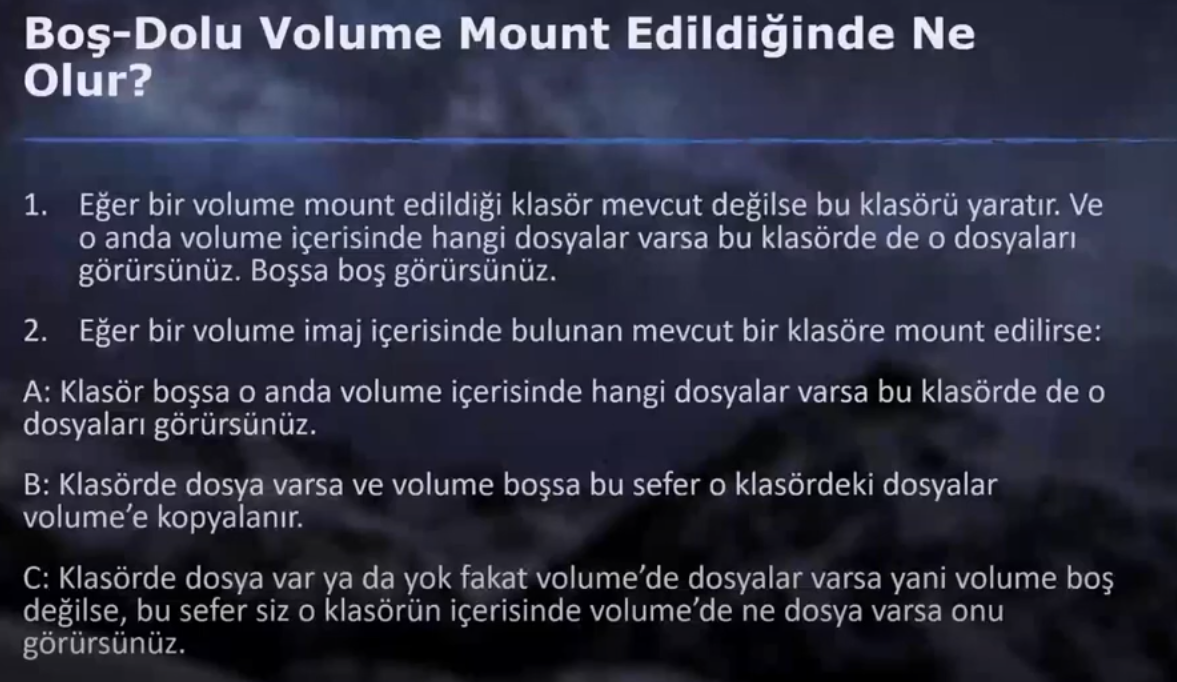 Boş-Dolu Volume Mount Edildiğinde Ne
Olur?
1. Eğer bir volume mount edildiği klasör mevcut değilse bu klasörü yaratır. Ve
o anda volume içerisinde hangi dosyalar varsa bu klasörde de o dosyaları
görürsünüz. Boşsa boş görürsünüz.
2. Eğer bir volume imaj içerisinde bulunan mevcut bir klasöre mount edilirse:
A: Klasör boşsa o anda volume içerisinde hangi dosyalar varsa bu klasörde de o
dosyaları görürsünüz.
B: Klasörde dosya varsa ve volume boşsa bu sefer o klasördeki dosyalar
volume’e kopyalanır.
C: Klasörde dosya var ya da yok fakat volume’de dosyalar varsa yani volume boş
değilse, bu sefer siz o klasörün içerisinde volume’de ne dosya varsa onu
görürsünüz.